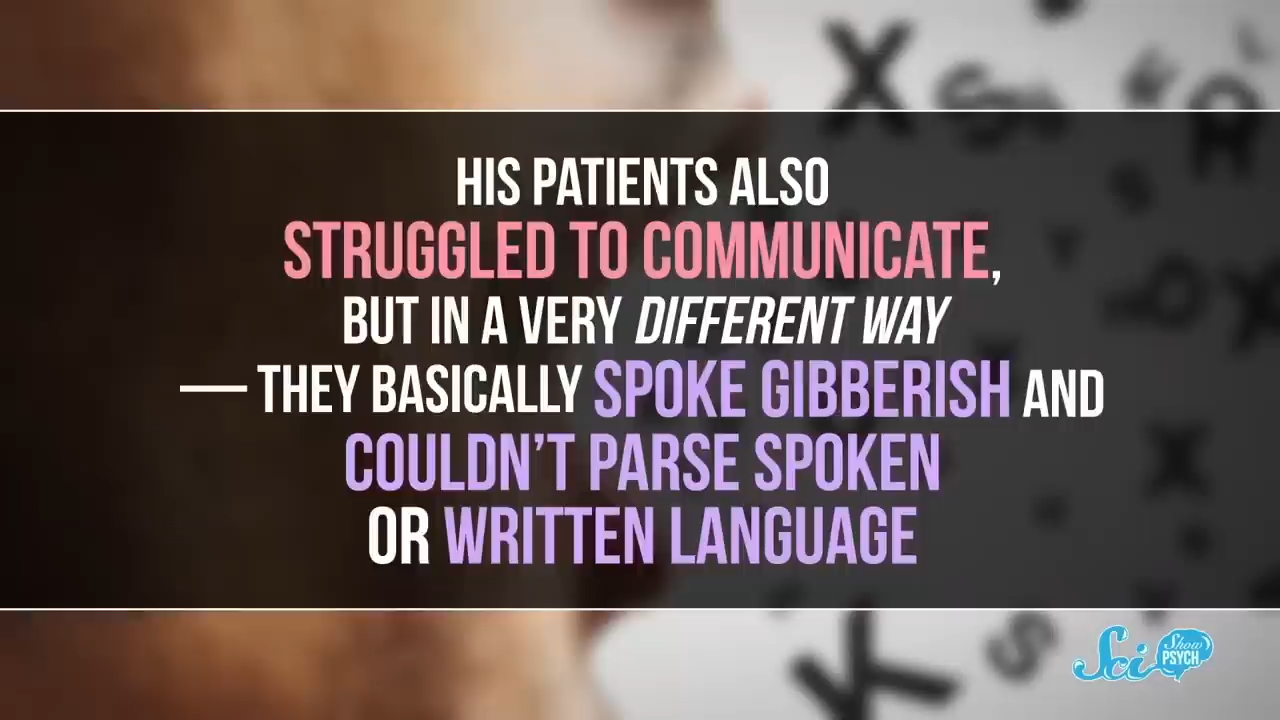 HIS PATIENTS ALSO
STRUGGLED TO COMMUNICATE,
BUT IN A VERY DIFFERENT WAY
— THEY BASICALLY SPOKE GIBBERISH AND
COULDN'T PARSE SPOKEN
OR WRITTEN LANGUAGE
Sci Show PSYCH